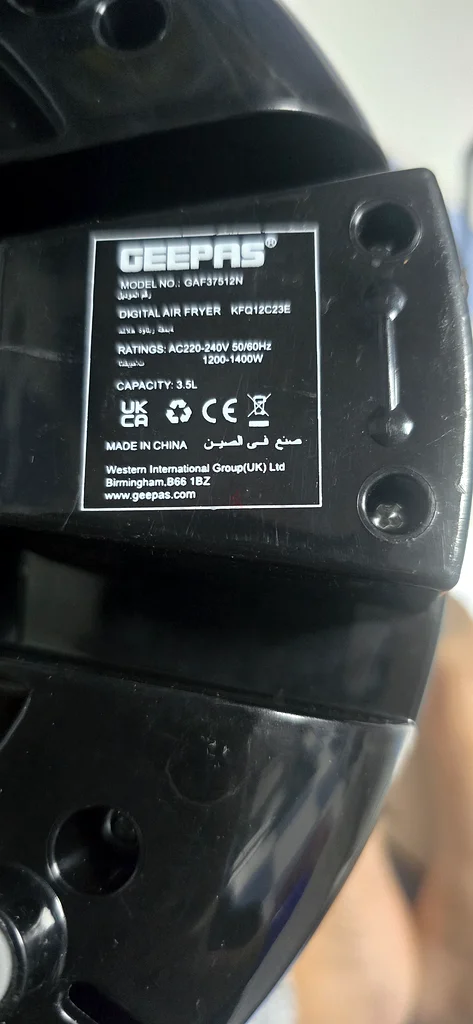 GEEPAS®
MODEL NO.: GAF37512N
رقم الموديل
DIGITAL AIR FRYER KFQ12C23E
RATINGS: AC220-240V 50/60Hz
1200-1400W
CAPACITY: 3.5L
UK
CA
CE
MADE IN CHINA صنع فى الصين
Western International Group(UK) Ltd
Birmingham,B66 1BZ
www.geepas.com